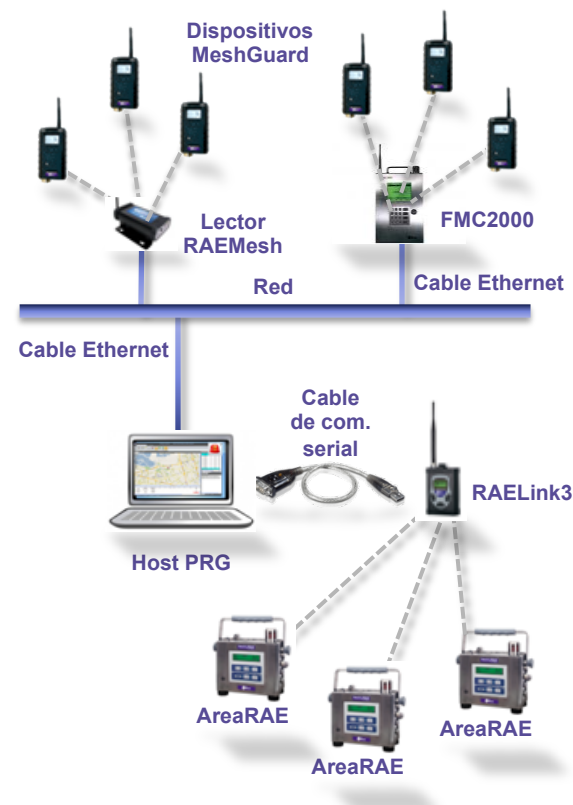 Dispositivos
MeshGuard
Lector
RAEMesh
FMC2000
Red
Cable Ethernet
Cable Ethernet
Cable
de com.
serial
RAELink3
Host PRG
AreaRAE
AreaRAE
AreaRAE